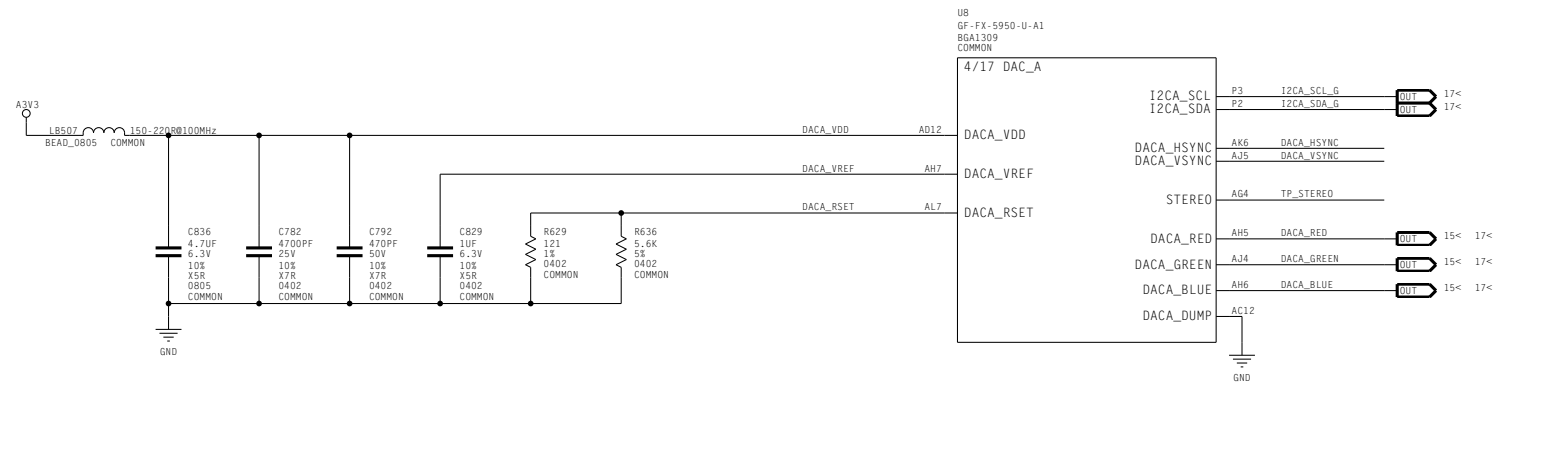 U8
GF-FX-5950-U-A1
BGA1309
COMMON
4/17 DAC_A
A3V3
LB507
150-220R@100MHz
BEAD_0805 COMMON
DACA_VDD AD12
DACA_VDD
DACA_VREF AH7
DACA_VREF
DACA_RSET AL7
DACA_RSET
I2CA_SCL P3 I2CA_SCL_G OUT 17<
I2CA_SDA P2 I2CA_SDA_G OUT 17<
DACA_HSYNC AK6 DACA_HSYNC
DACA_VSYNC AJ5 DACA_VSYNC
STEREO AG4 TP_STEREO
DACA_RED AH5 DACA_RED OUT 15< 17<
DACA_GREEN AJ4 DACA_GREEN OUT 15< 17<
DACA_BLUE AH6 DACA_BLUE OUT 15< 17<
DACA_DUMP AC12
GND
C836
4.7UF
6.3V
10%
X5R
0805
COMMON
C782
4700PF
25V
10%
X7R
0402
COMMON
C792
470PF
50V
10%
X7R
0402
COMMON
C829
1UF
6.3V
10%
X5R
0402
COMMON
R629
121
1%
0402
COMMON
R636
5.6K
5%
0402
COMMON
GND